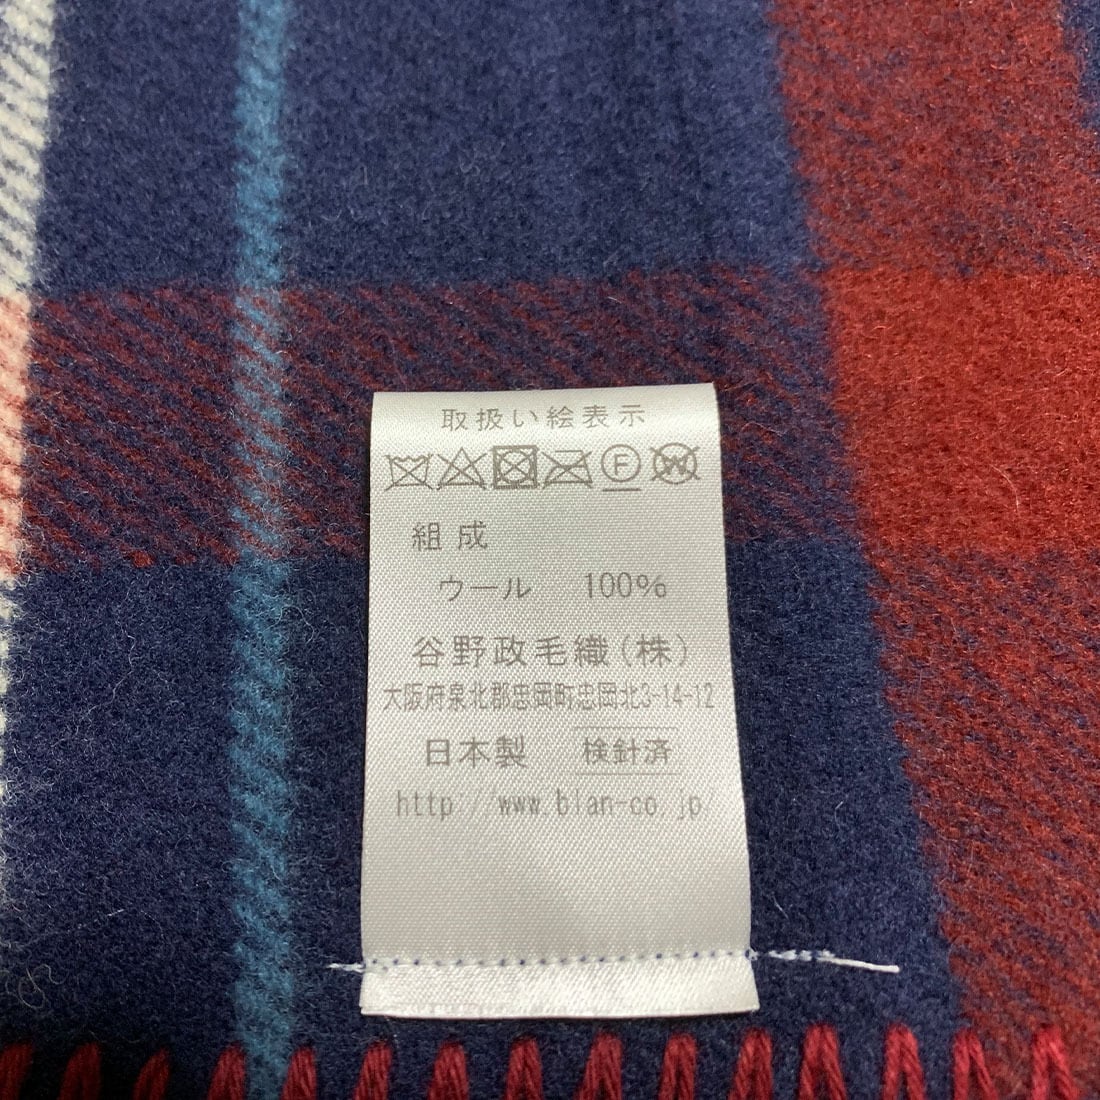 取扱い絵表示
F W
組成
ウール 100%
谷野政毛織(株)
大阪府泉北郡忠岡町忠岡北3-14-12
日本製 検針済
http://www.blan-co.jp